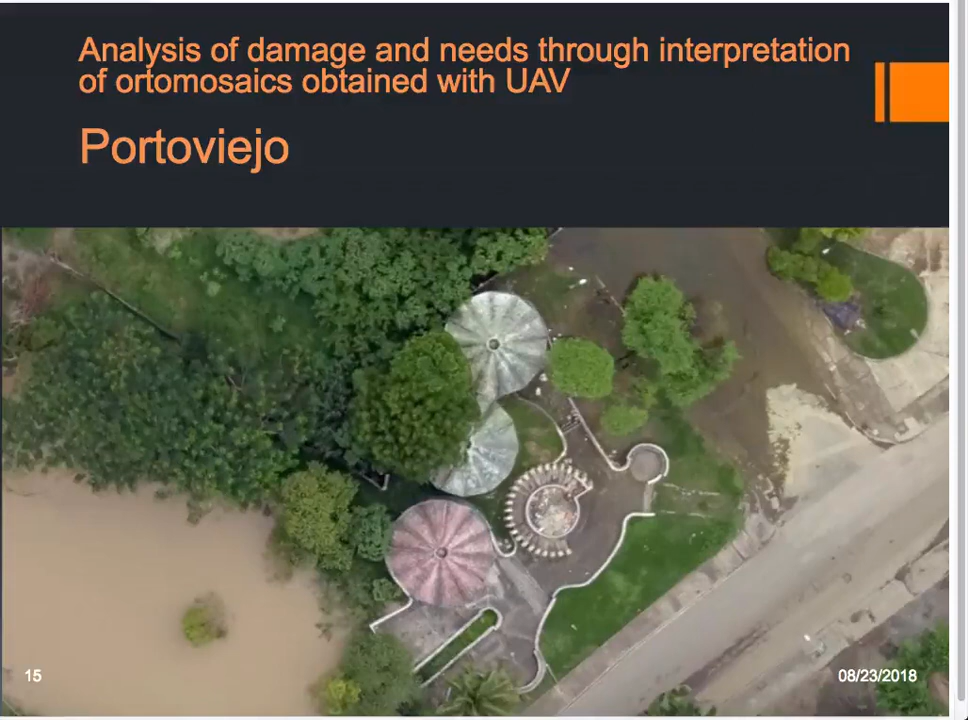 Analysis of damage and needs through interpretation
of ortomosaics obtained with UAV
Portoviejo
15
08/23/2018